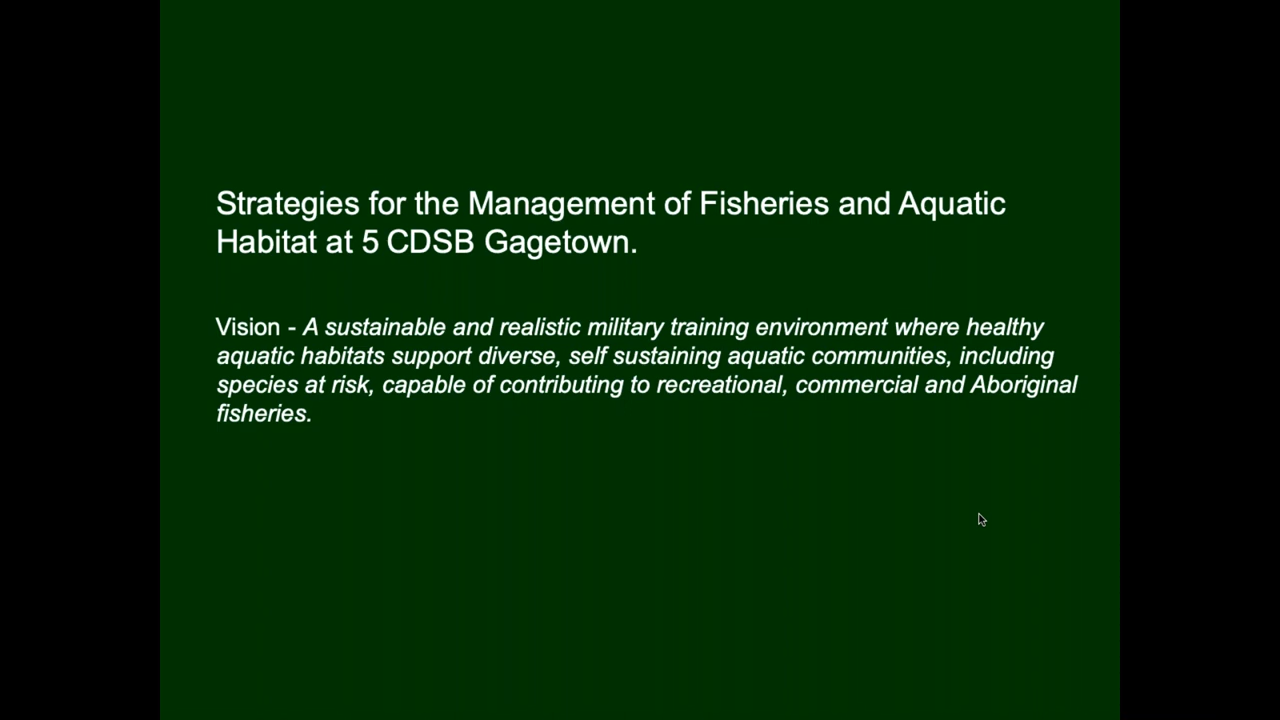 Strategies for the Management of Fisheries and Aquatic
Habitat at 5 CDSB Gagetown.
Vision - A sustainable and realistic military training environment where healthy
aquatic habitats support diverse, self sustaining aquatic communities, including
species at risk, capable of contributing to recreational, commercial and Aboriginal
fisheries.